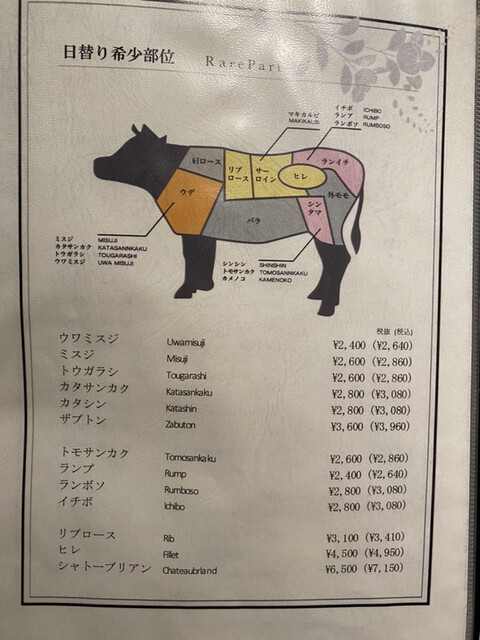 日替り希少部位 RarePart
イチボ ICHIBO
ランプ RUMP
ランボソ RUMBOSO
マキカルビ
MAKIKALBI
肩ロース
リブロース
サーロイン
ヒレ
ランイチ
ウデ
外モモ
シンタマ
バラ
ミスジ MISUJI
カタサンカク KATASANNKAKU
トウガラシ TOUGARASHI
ウワミスジ UWA MISUJI
シンシン SHINSHIN
トモサンカク TOMOSANNKAKU
カメノコ KAMENOKO
税抜 (税込)
ウワミスジ Uwamisuji ¥2,400 (¥2,640)
ミスジ Misuji ¥2,600 (¥2,860)
トウガラシ Tougarashi ¥2,600 (¥2,860)
カタサンカク Katasankaku ¥2,800 (¥3,080)
カタシン Katashin ¥2,800 (¥3,080)
ザブトン Zabuton ¥3,600 (¥3,960)
トモサンカク Tomosankaku ¥2,600 (¥2,860)
ランプ Rump ¥2,400 (¥2,640)
ランボソ Rumboso ¥2,800 (¥3,080)
イチボ Ichibo ¥2,800 (¥3,080)
リブロース Rib ¥3,100 (¥3,410)
ヒレ Fillet ¥4,500 (¥4,950)
シャトーブリアン Chateaubriand ¥6,500 (¥7,150)